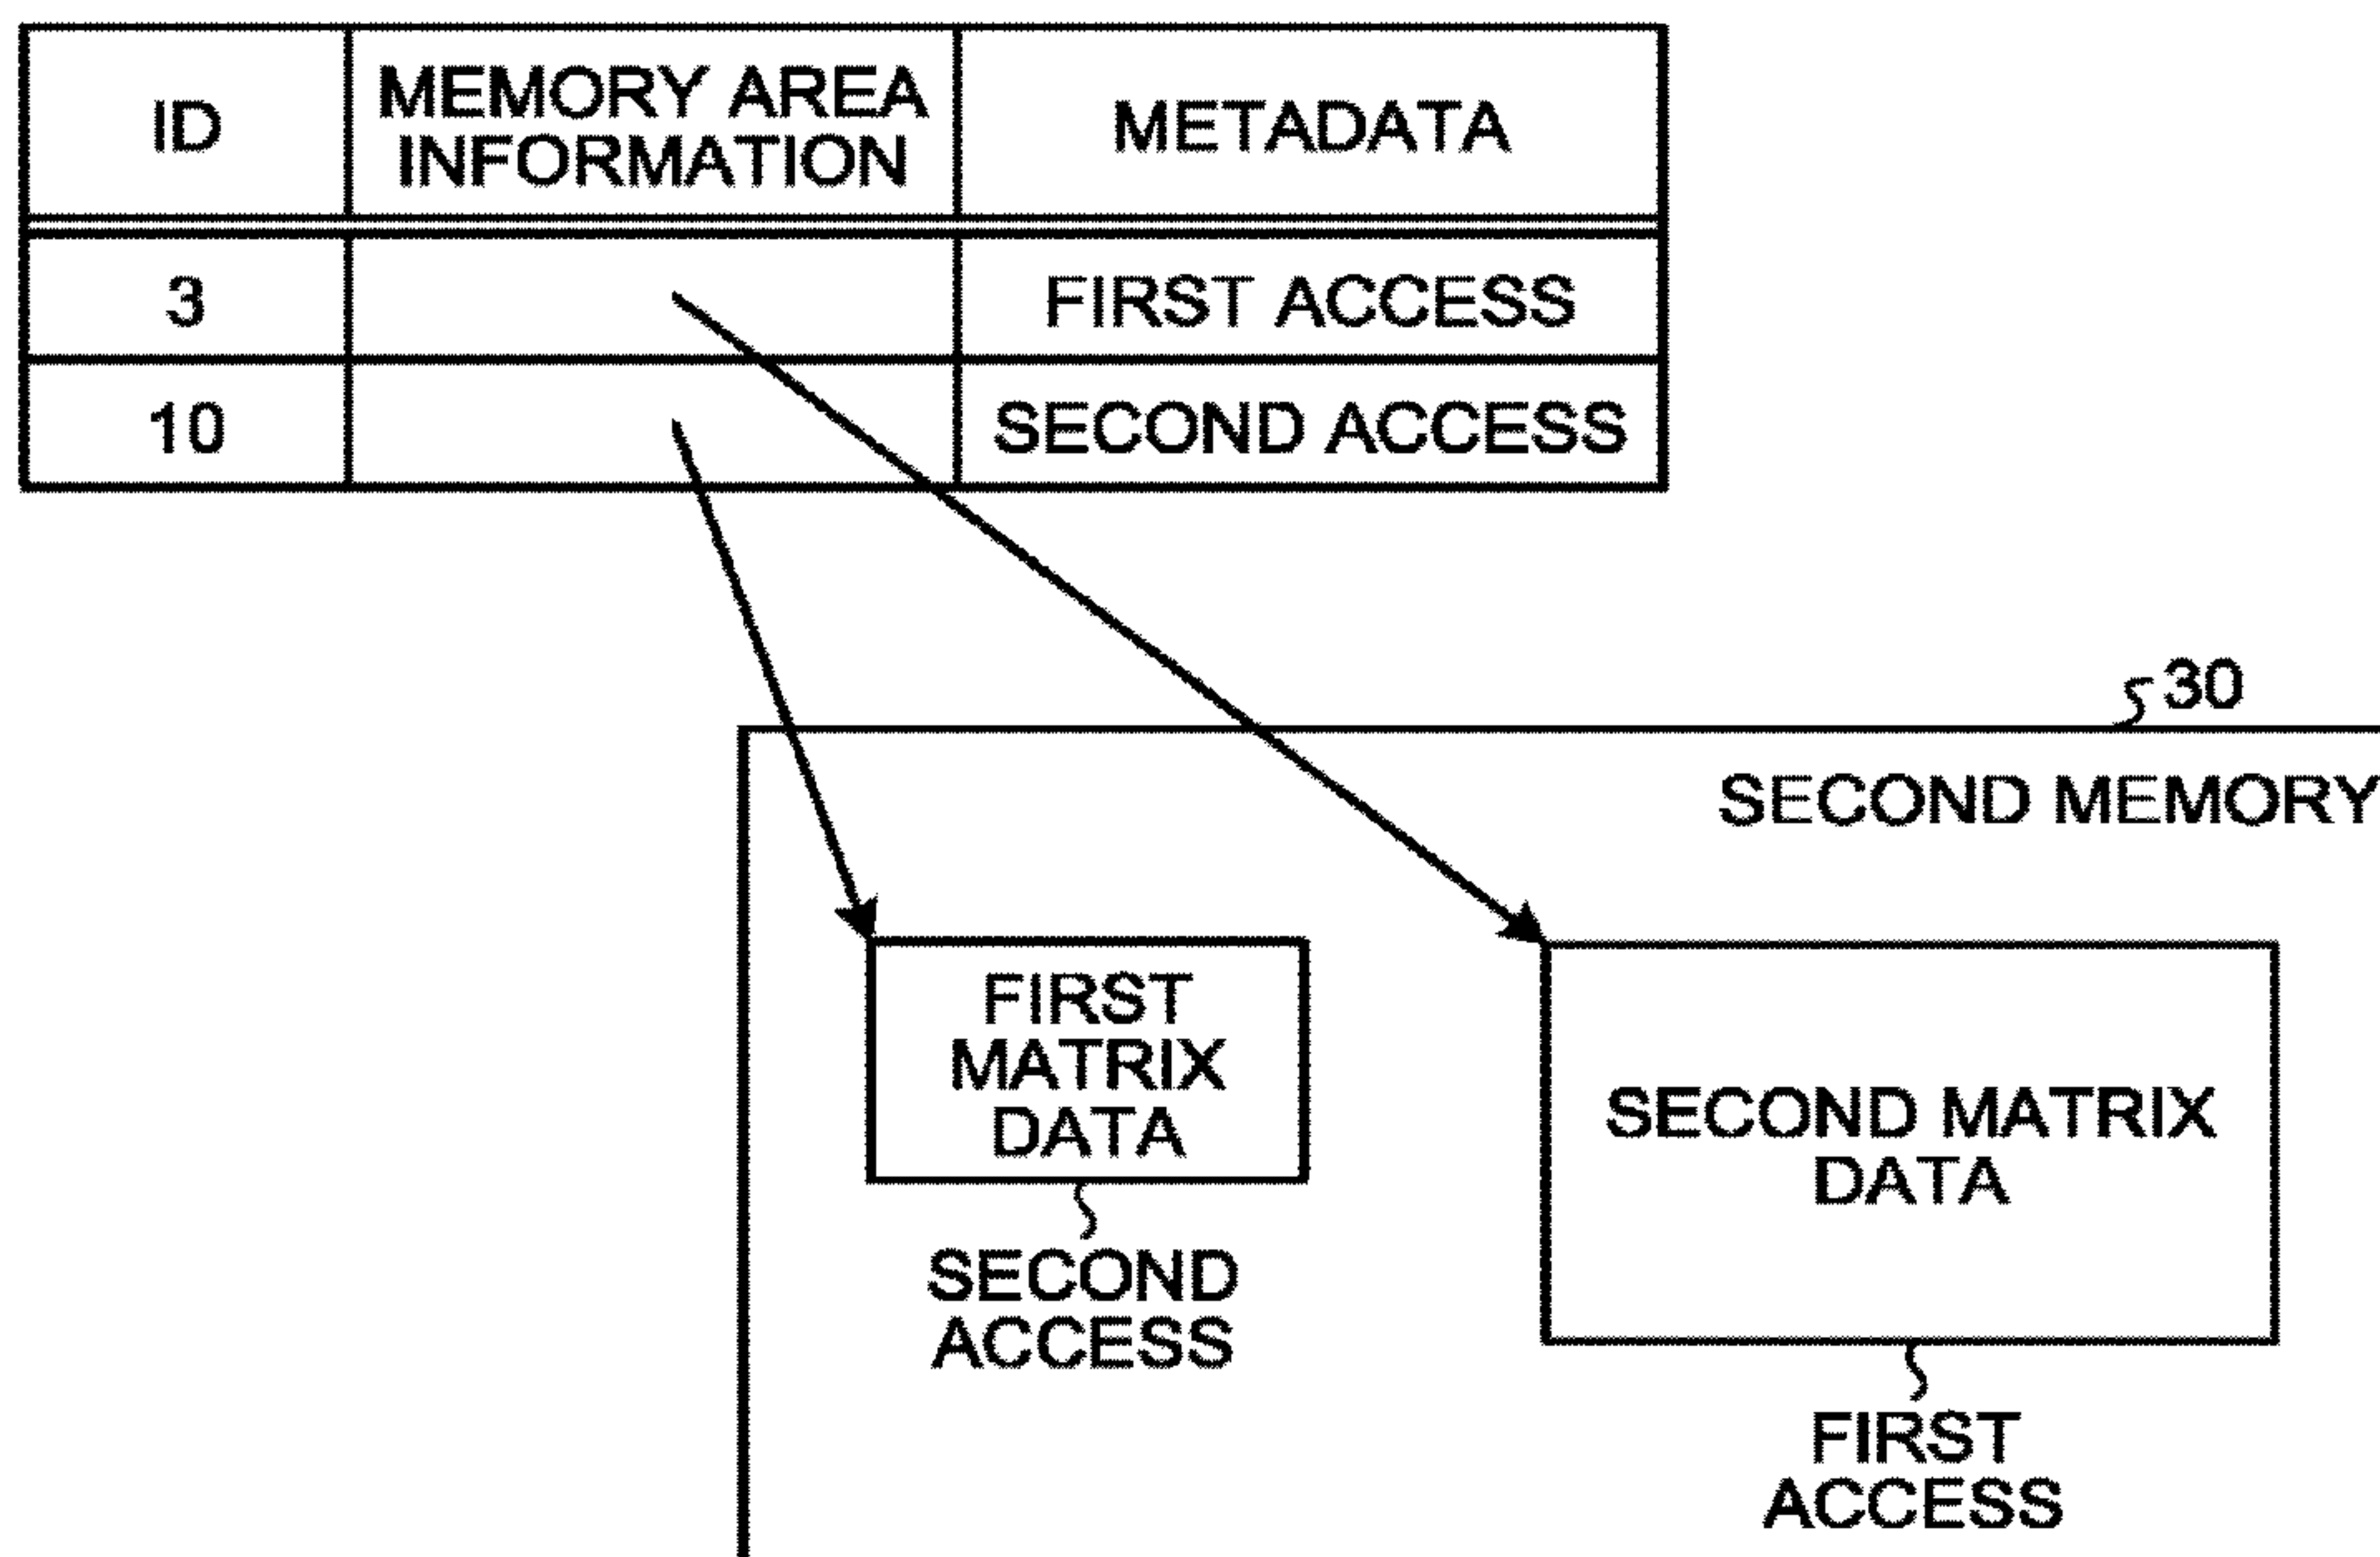 ID
MEMORY AREA
INFORMATION
METADATA
3
FIRST ACCESS
10
SECOND ACCESS
30
SECOND MEMORY
FIRST
MATRIX
DATA
SECOND MATRIX
DATA
SECOND
ACCESS
FIRST
ACCESS